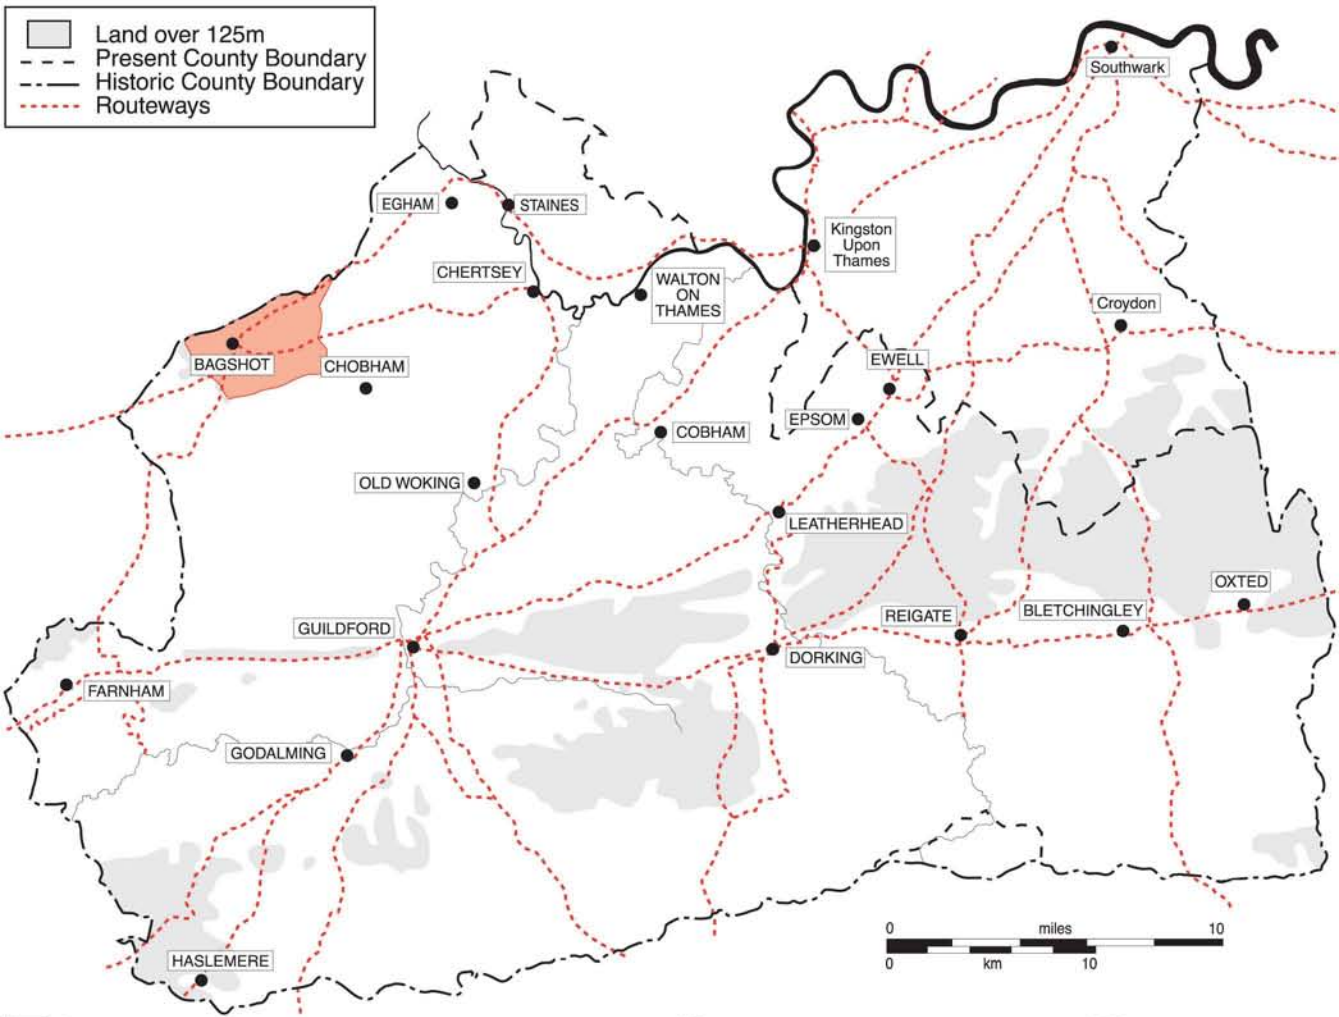 Land over 125m
Present County Boundary
Historic County Boundary
Routeways
Southwark
EGHAM
STAINES
Kingston
Upon
Thames
CHERTSEY
WALTON
ON
THAMES
Croydon
BAGSHOT
CHOBHAM
EWELL
EPSOM
COBHAM
OLD WOKING
LEATHERHEAD
OXTED
BLETCHINGLEY
REIGATE
GUILDFORD
DORKING
FARNHAM
GODALMING
HASLEMERE
0 miles 10
0 km 10